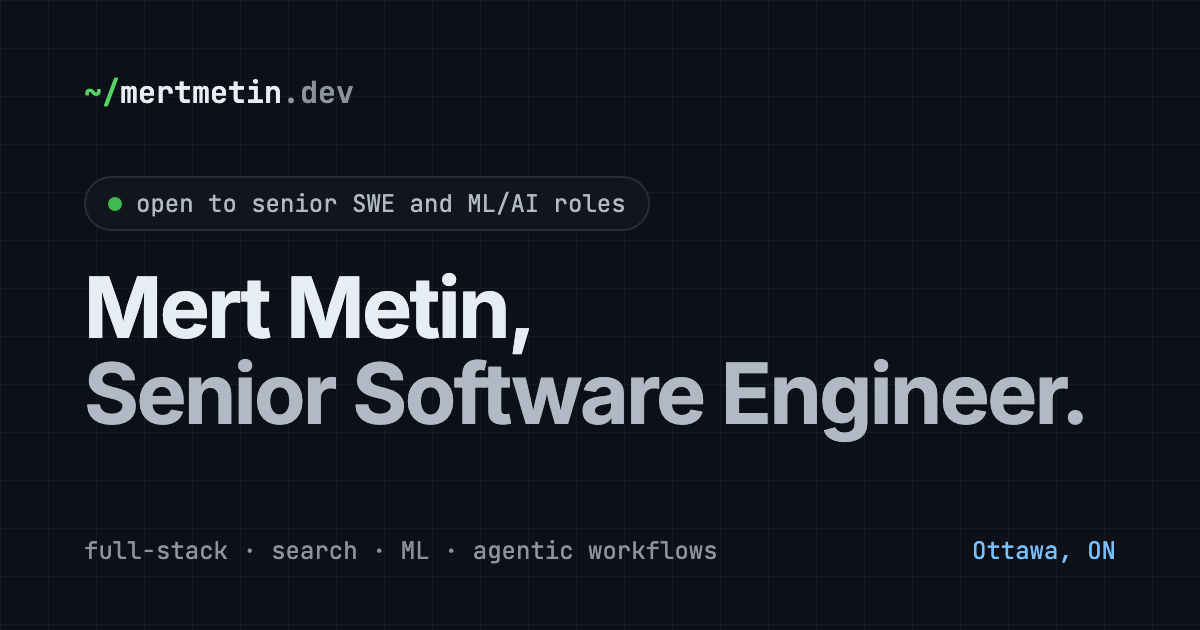 ~/mertmetin.dev
open to senior SWE and ML/AI roles
Mert Metin,
Senior Software Engineer.
full-stack · search · ML · agentic workflows
Ottawa, ON